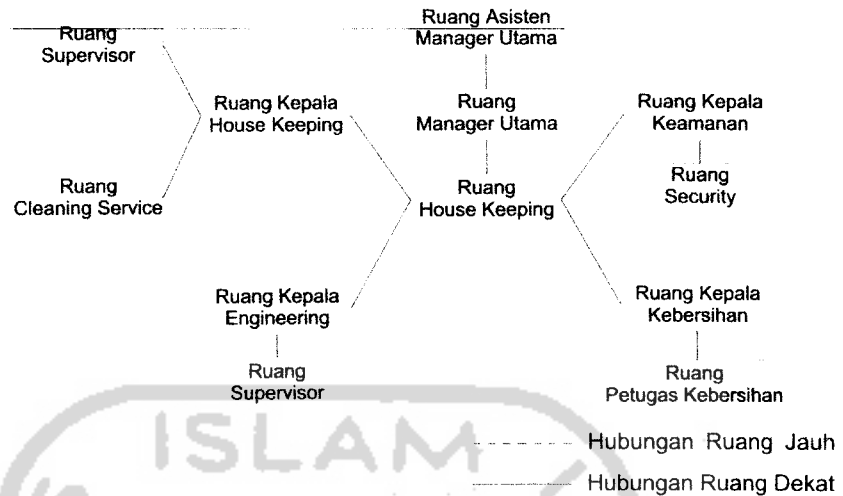 Ruang Asisten
Manager Utama
Ruang
Supervisor
Ruang Kepala
House Keeping
Ruang
Manager Utama
Ruang Kepala
Keamanan
Ruang
Cleaning Service
Ruang
House Keeping
Ruang
Security
Ruang Kepala
Engineering
Ruang Kepala
Kebersihan
Ruang
Supervisor
Ruang
Petugas Kebersihan
ISLAM
Hubungan Ruang Jauh
Hubungan Ruang Dekat